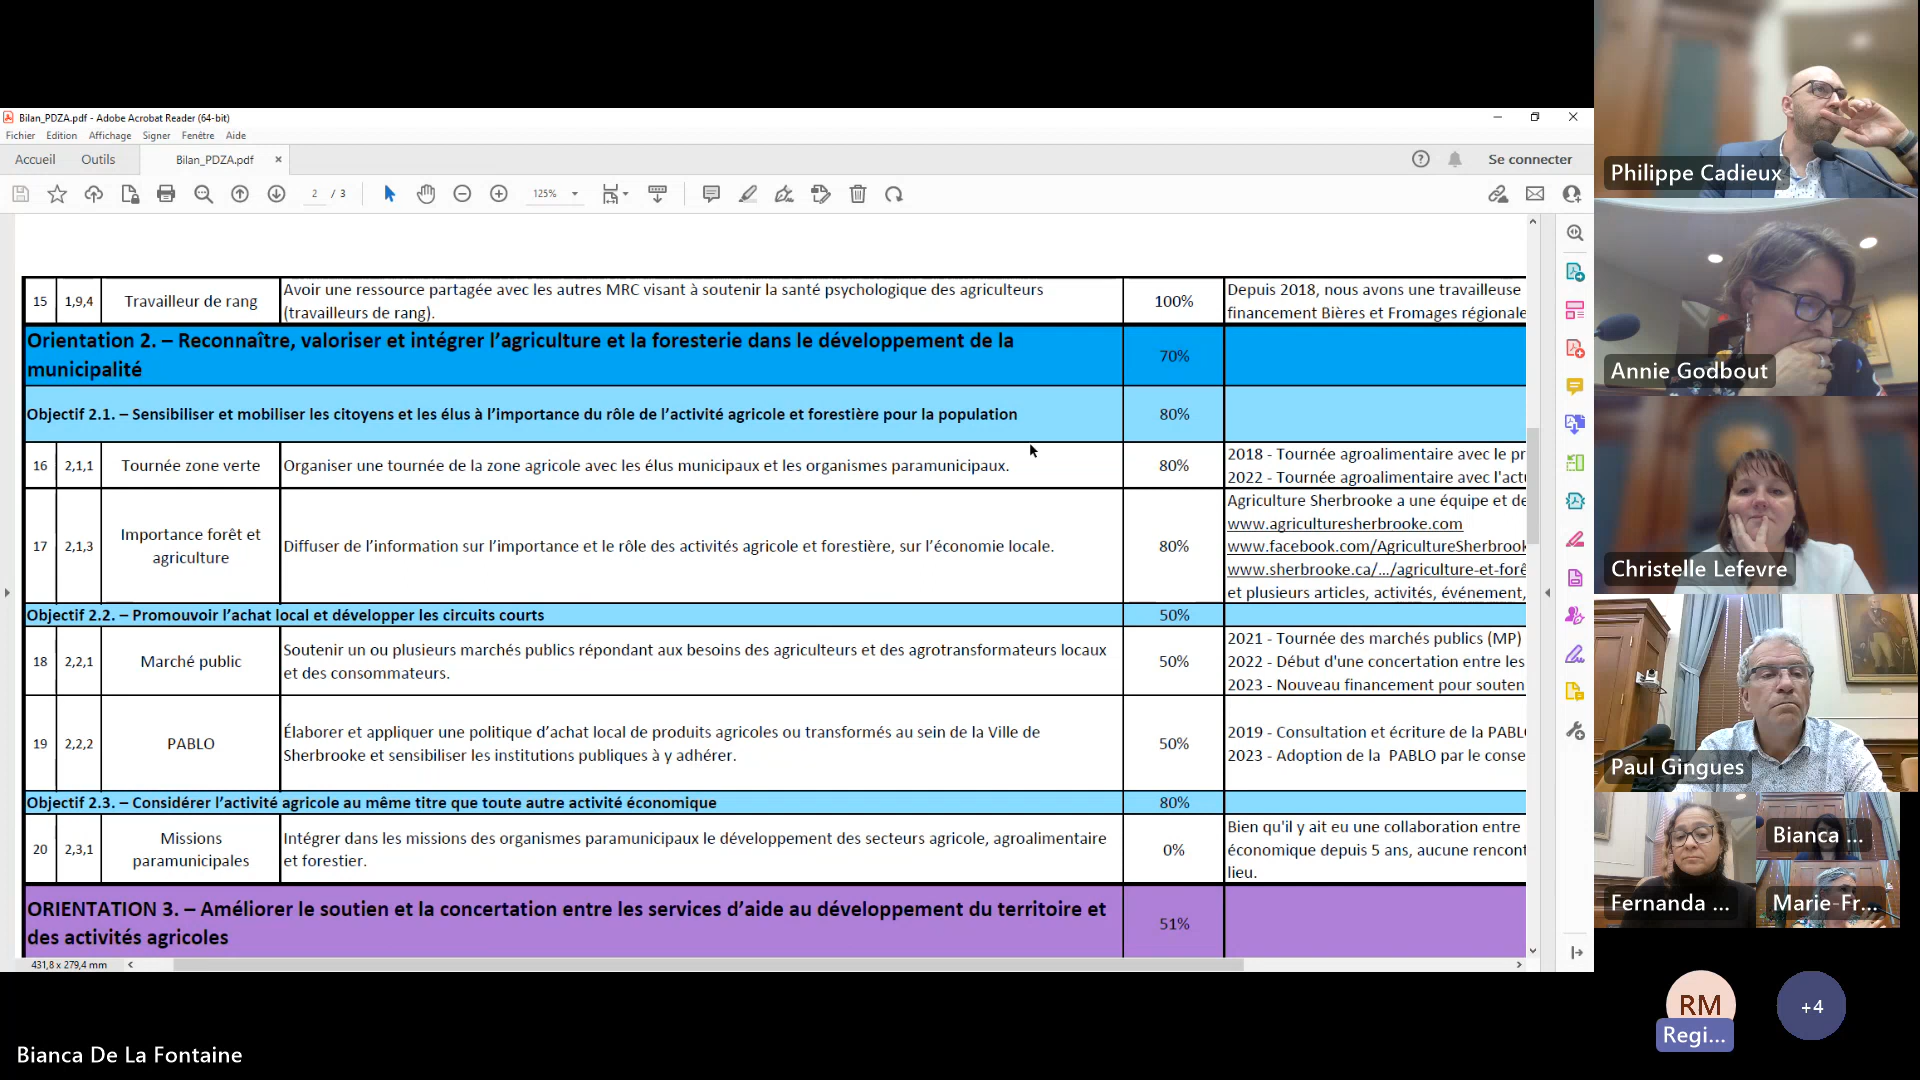 Bilan_PDZA.pdf - Adobe Acrobat Reader (64-bit)
Fichier Edition Affichage Signer Fenêtre Aide
Accueil Outils Bilan_PDZA.pdf × Se connecter
2 / 3 125%
15 1,9,4 Travailleur de rang Avoir une ressource partagée avec les autres MRC visant à soutenir la santé psychologique des agriculteurs
(travailleurs de rang). 100% Depuis 2018, nous avons une travailleuse
financement Bières et Fromages régionale
Orientation 2. – Reconnaître, valoriser et intégrer l’agriculture et la foresterie dans le développement de la
municipalité 70%
Objectif 2.1. – Sensibiliser et mobiliser les citoyens et les élus à l’importance du rôle de l’activité agricole et forestière pour la population 80%
16 2,1,1 Tournée zone verte Organiser une tournée de la zone agricole avec les élus municipaux et les organismes paramunicipaux. 80% 2018 - Tournée agroalimentaire avec le pr
2022 - Tournée agroalimentaire avec l'actu
17 2,1,3 Importance forêt et
agriculture Diffuser de l’information sur l’importance et le rôle des activités agricole et forestière, sur l’économie locale. 80% Agriculture Sherbrooke a une équipe et de
www.agriculturesherbrooke.com
www.facebook.com/AgricultureSherbrook
www.sherbrooke.ca/.../agriculture-et-forê
et plusieurs articles, activités, événement,
Objectif 2.2. – Promouvoir l’achat local et développer les circuits courts 50%
18 2,2,1 Marché public Soutenir un ou plusieurs marchés publics répondant aux besoins des agriculteurs et des agrotransformateurs locaux
et des consommateurs. 50% 2021 - Tournée des marchés publics (MP)
2022 - Début d'une concertation entre les
2023 - Nouveau financement pour souten
19 2,2,2 PABLO Élaborer et appliquer une politique d’achat local de produits agricoles ou transformés au sein de la Ville de
Sherbrooke et sensibiliser les institutions publiques à y adhérer. 50% 2019 - Consultation et écriture de la PABLO
2023 - Adoption de la PABLO par le conse
Objectif 2.3. – Considérer l’activité agricole au même titre que toute autre activité économique 80%
20 2,3,1 Missions
paramunicipales Intégrer dans les missions des organismes paramunicipaux le développement des secteurs agricole, agroalimentaire
et forestier. 0% Bien qu'il y ait eu une collaboration entre
économique depuis 5 ans, aucune rencont
lieu.
ORIENTATION 3. – Améliorer le soutien et la concertation entre les services d’aide au développement du territoire et
des activités agricoles 51%
431,8 x 279,4 mm
Philippe Cadieux
Annie Godbout
Christelle Lefevre
Paul Gingues
Fernanda ... Bianca ...
Marie-Fr...
RM +4
Regi...
Bianca De La Fontaine